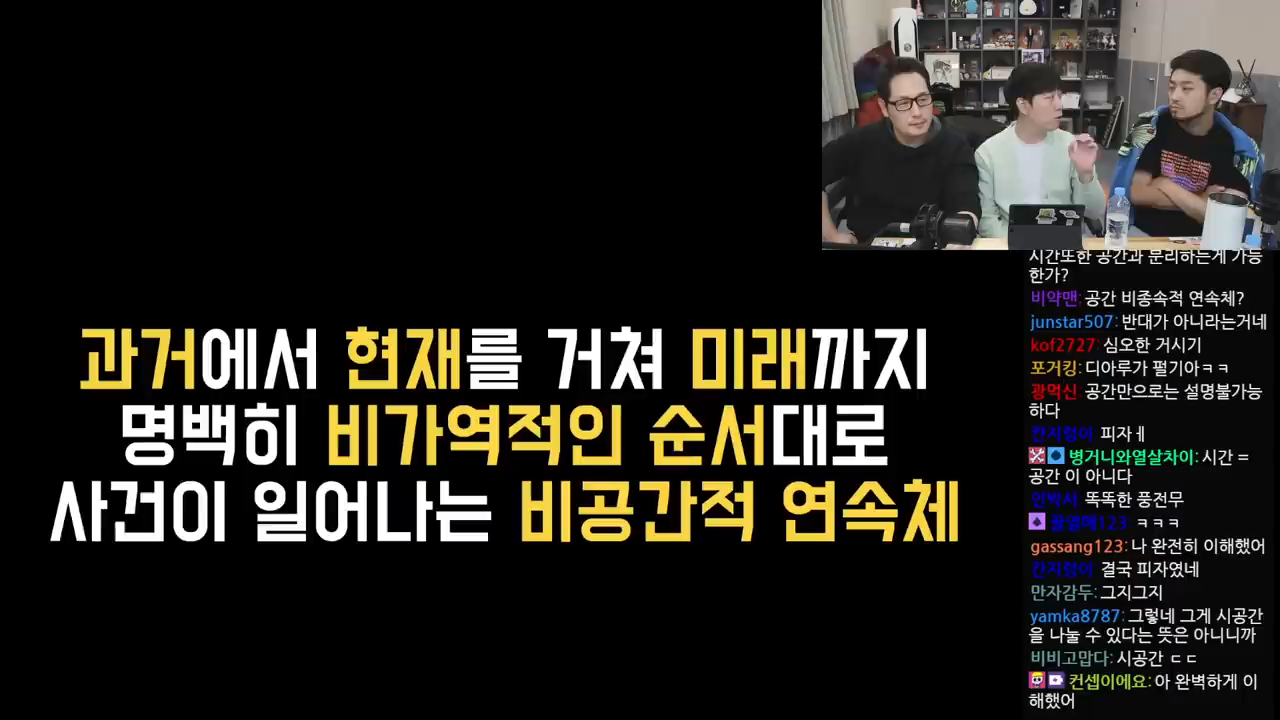 과거에서 현재를 거쳐 미래까지
명백히 비가역적인 순서대로
사건이 일어나는 비공간적 연속체
시간또한 공간과 분리하는게 가능
한가?
비약맨: 공간 비종속적 연속체?
junstar507: 반대가 아니라는거네
kof2727: 심오한 거시기
포거킹: 디아루가 펄기아ㅋㅋ
광먹신: 공간만으로는 설명불가능
하다
칸지렁이: 피자ㅔ
병거니와열살차이: 시간 =
공간 이 아니다
인박서: 똑똑한 풍전무
꿀열매123: ㅋㅋㅋ
gassang123: 나 완전히 이해했어
칸지렁이: 결국 피자였네
만자감두: 그지그지
yamka8787: 그렇네 그게 시공간
을 나눌 수 있다는 뜻은 아니니까
비비고맙다: 시공간 ㄷㄷ
컨셉이에요: 아 완벽하게 이
해했어